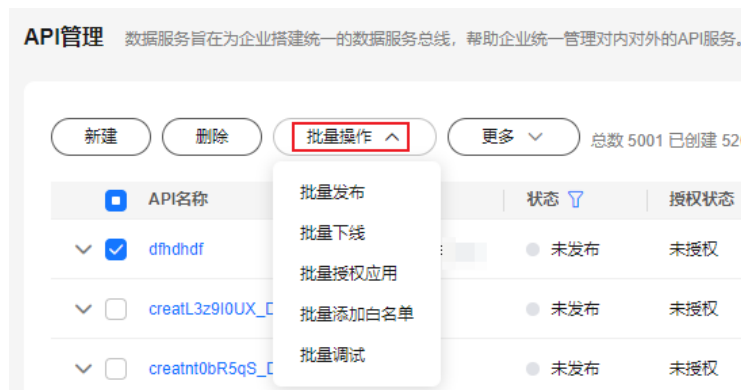 API管理 数据服务旨在为企业搭建统一的数据服务总线，帮助企业统一管理对内对外的API服务。
新建 删除 批量操作 更多 总数 5001 已创建 520
API名称 状态 授权状态
批量发布
批量下线
批量授权应用
批量添加白名单
批量调试
dfhdhdf 未发布 未授权
creatL3z9I0UX_D 未发布 未授权
creatnt0bR5qS_D 未发布 未授权